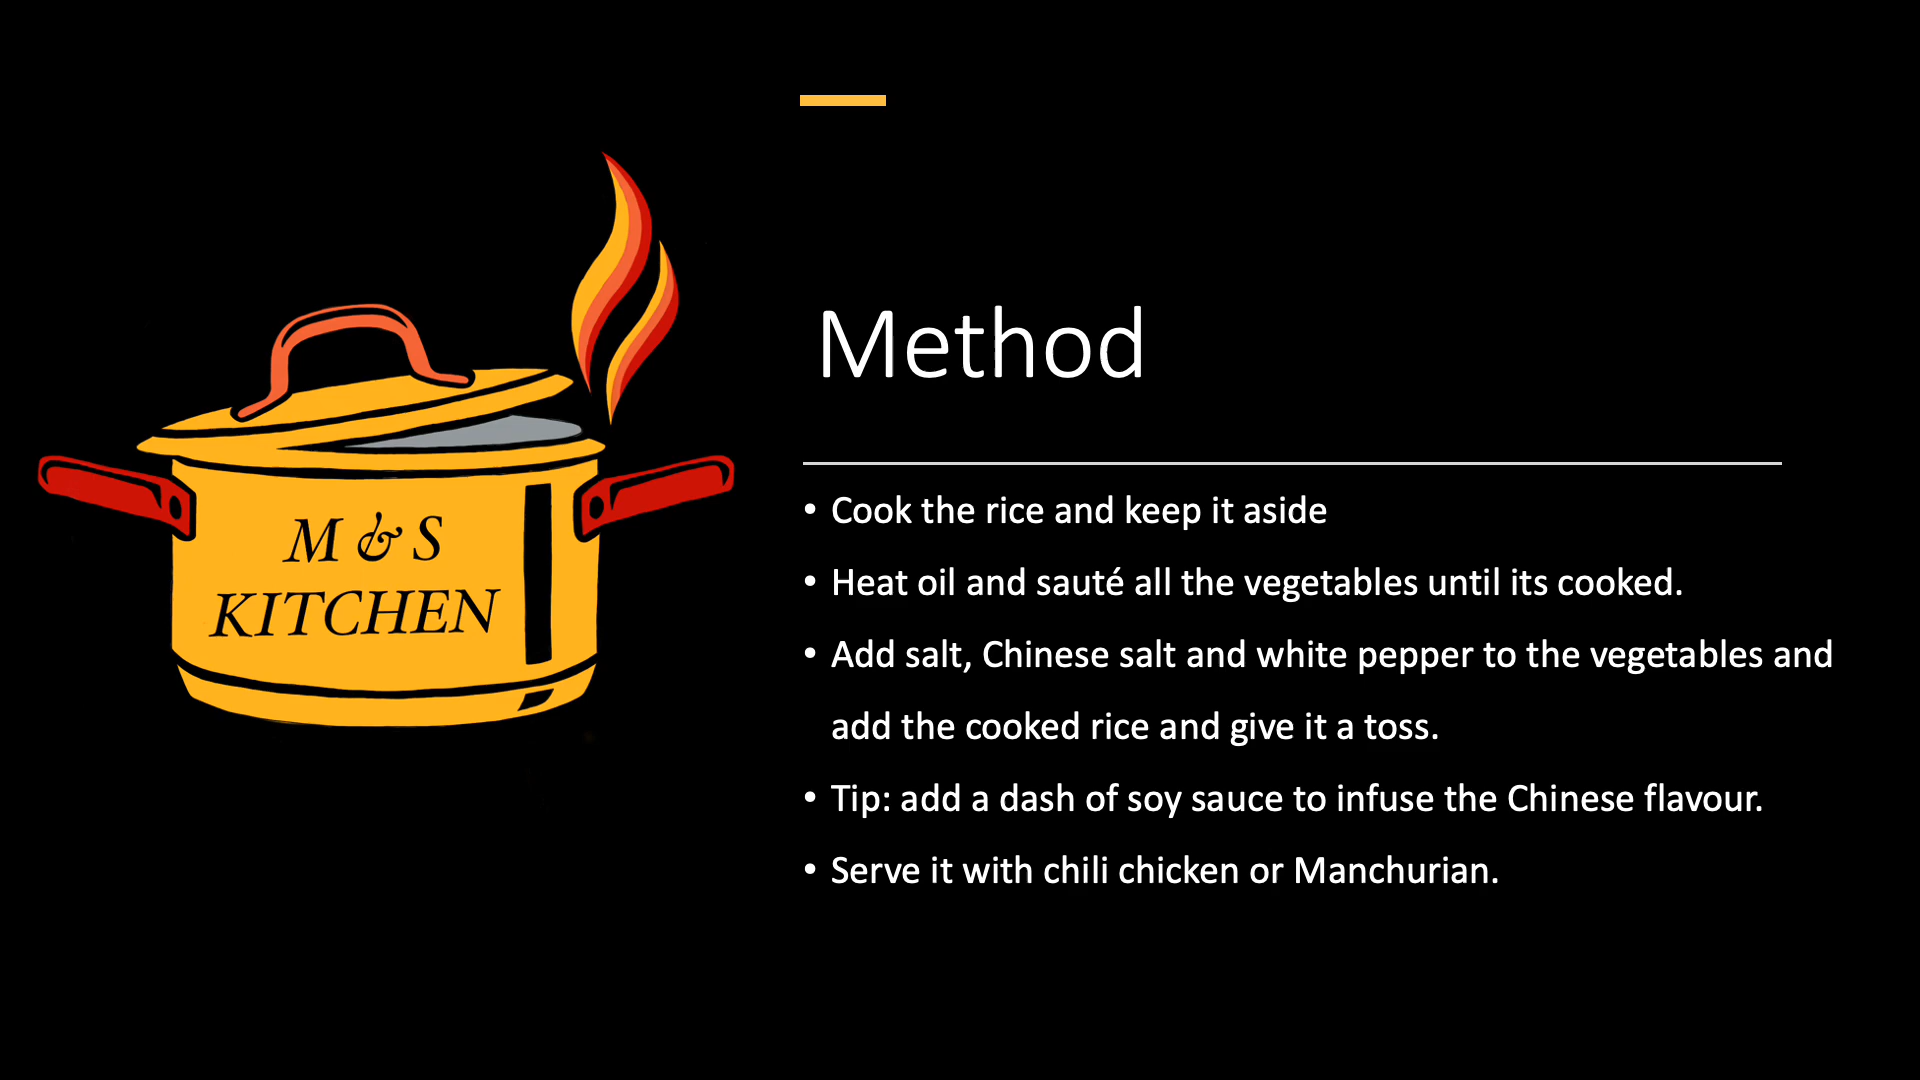 M & S
KITCHEN
Method
• Cook the rice and keep it aside
• Heat oil and sauté all the vegetables until its cooked.
• Add salt, Chinese salt and white pepper to the vegetables and
add the cooked rice and give it a toss.
• Tip: add a dash of soy sauce to infuse the Chinese flavour.
• Serve it with chili chicken or Manchurian.